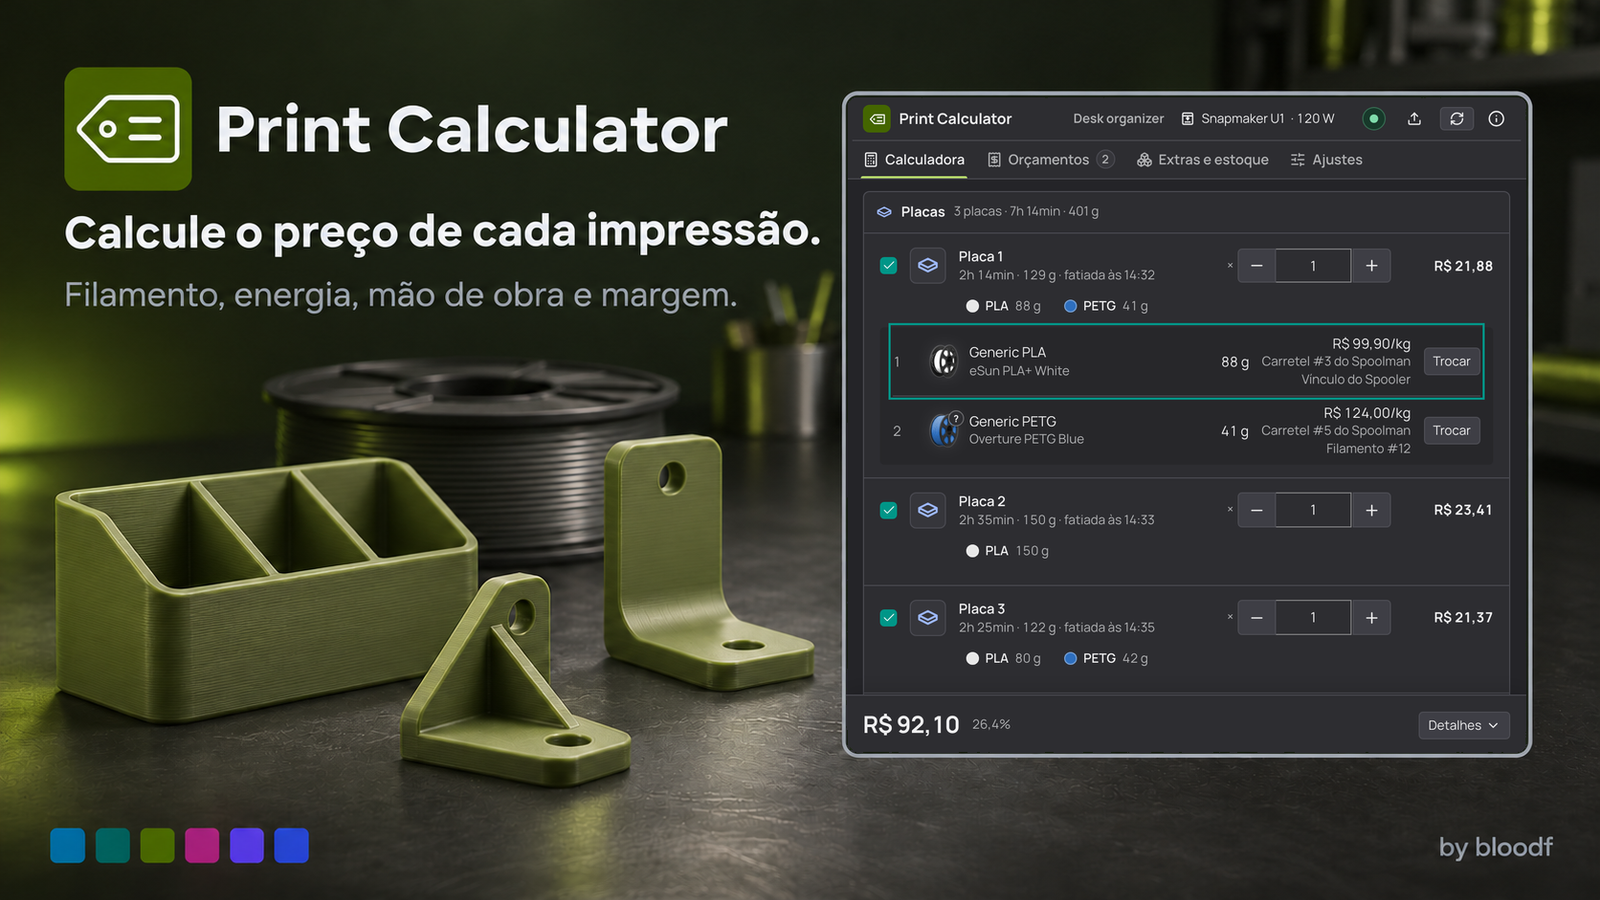 Print Calculator
Calcule o preço de cada impressão.
Filamento, energia, mão de obra e margem.
Print Calculator
Desk organizer
Snapmaker U1 · 120 W
Calculadora
Orçamentos 2
Extras e estoque
Ajustes
Placas 3 placas · 7h 14min · 401 g
Placa 1
2h 14min · 129 g · fatiada às 14:32
× − 1 +
R$ 21,88
PLA 88 g PETG 41 g
1
Generic PLA
eSun PLA+ White
88 g
R$ 99,90/kg
Carretel #3 do Spoolman
Vínculo do Spooler
Trocar
2
?
Generic PETG
Overture PETG Blue
41 g
R$ 124,00/kg
Carretel #5 do Spoolman
Filamento #12
Trocar
Placa 2
2h 35min · 150 g · fatiada às 14:33
× − 1 +
R$ 23,41
PLA 150 g
Placa 3
2h 25min · 122 g · fatiada às 14:35
× − 1 +
R$ 21,37
PLA 80 g PETG 42 g
R$ 92,10 26,4%
Detalhes
by bloodf